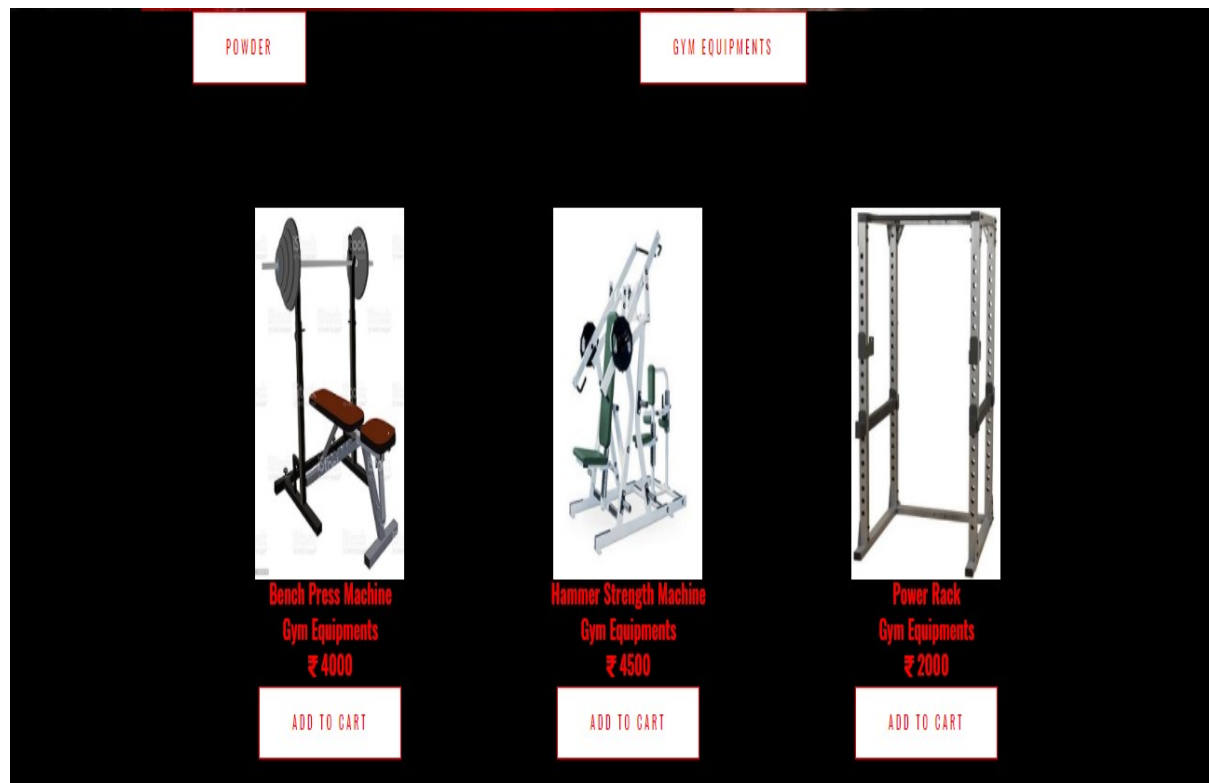 POWDER
GYM EQUIPMENTS
Bench Press Machine
Gym Equipments
₹ 4000
ADD TO CART
Hammer Strength Machine
Gym Equipments
₹ 4500
ADD TO CART
Power Rack
Gym Equipments
₹ 2000
ADD TO CART